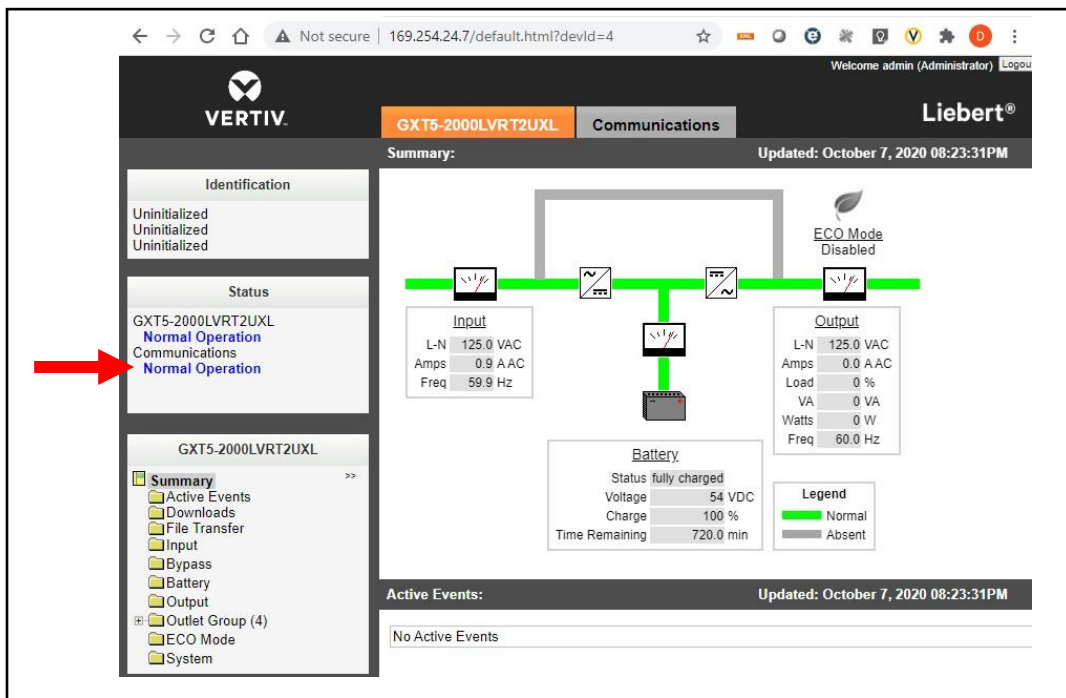 Not secure | 169.254.24.7/default.html?devId=4
Welcome admin (Administrator) Logou
VERTIV.
GXT5-2000LVRT2UXL Communications
Liebert®
Summary: Updated: October 7, 2020 08:23:31PM
Identification
Uninitialized
Uninitialized
Uninitialized
Status
GXT5-2000LVRT2UXL
Normal Operation
Communications
Normal Operation
GXT5-2000LVRT2UXL
Summary >>
Active Events
Downloads
File Transfer
Input
Bypass
Battery
Output
Outlet Group (4)
ECO Mode
System
ECO Mode
Disabled
Input
L-N 125.0 VAC
Amps 0.9 A AC
Freq 59.9 Hz
Output
L-N 125.0 VAC
Amps 0.0 A AC
Load 0 %
VA 0 VA
Watts 0 W
Freq 60.0 Hz
Battery
Status fully charged
Voltage 54 VDC
Charge 100 %
Time Remaining 720.0 min
Legend
Normal
Absent
Active Events: Updated: October 7, 2020 08:23:31PM
No Active Events